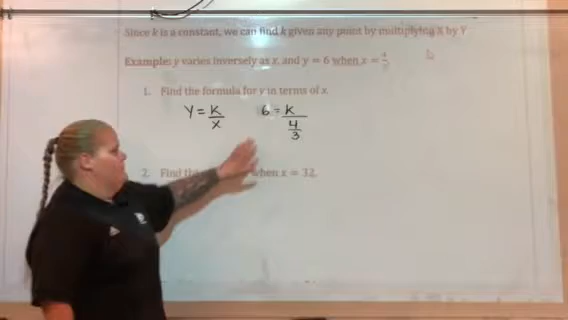 Since k is a constant, we can find k given any point by multiplying X by Y
Example: y varies inversely as x, and y = 6 when x = 4/3
1. Find the formula for y in terms of x.
Y = K/X 6 = K/(4/3)
2. Find the when x = 32.